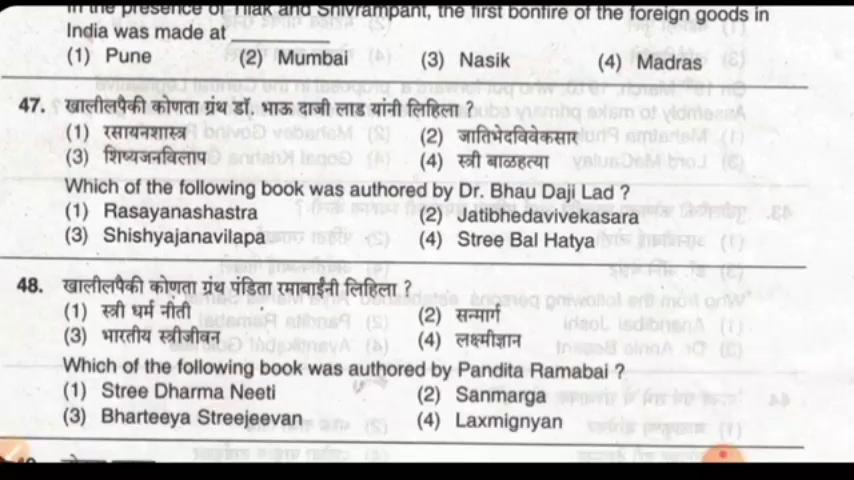 In the presence of Tilak and Shivrampant, the first bonfire of the foreign goods in
India was made at ____________
(1) Pune (2) Mumbai (3) Nasik (4) Madras
47. खालीलपैकी कोणता ग्रंथ डॉ. भाऊ दाजी लाड यांनी लिहिला ?
(1) रसायनशास्त्र (2) जातिभेदविवेकसार
(3) शिष्यजनविलाप (4) स्त्री बाळहत्या
Which of the following book was authored by Dr. Bhau Daji Lad ?
(1) Rasayanashastra (2) Jatibhedavivekasara
(3) Shishyajanavilapa (4) Stree Bal Hatya
48. खालीलपैकी कोणता ग्रंथ पंडिता रमाबाईंनी लिहिला ?
(1) स्त्री धर्म नीती (2) सन्मार्ग
(3) भारतीय स्त्रीजीवन (4) लक्ष्मीज्ञान
Which of the following book was authored by Pandita Ramabai ?
(1) Stree Dharma Neeti (2) Sanmarga
(3) Bharteeya Streejeevan (4) Laxmignyan